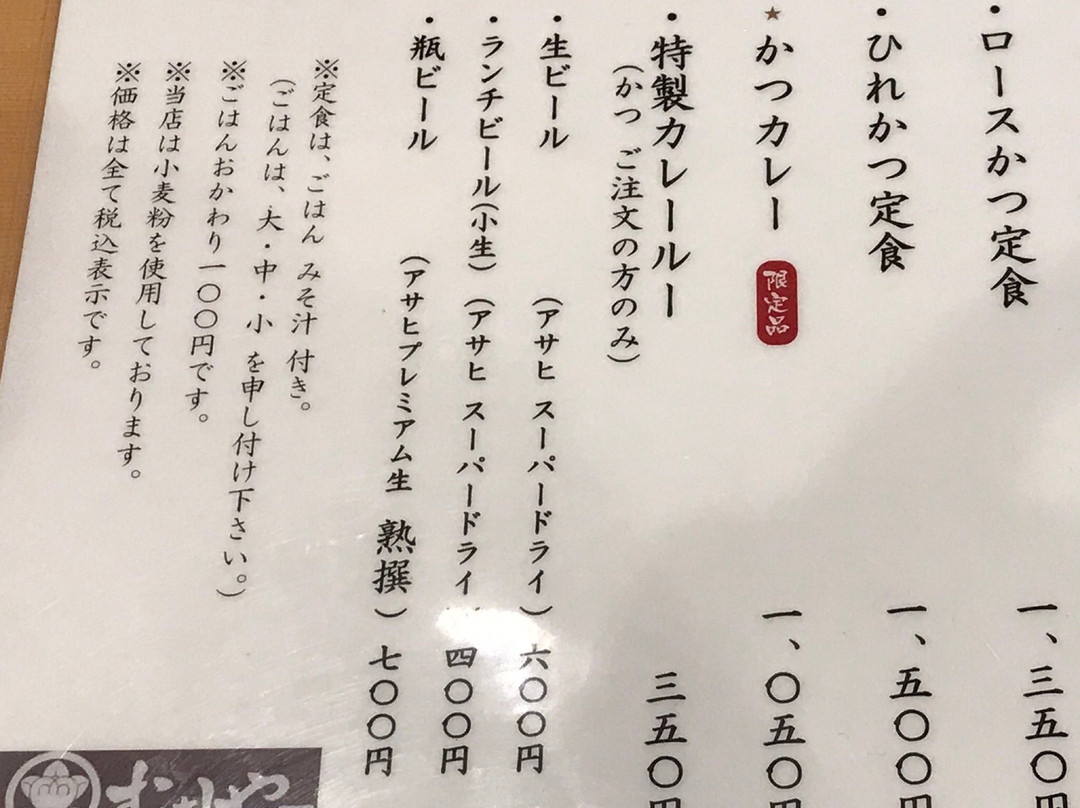 ・ロースかつ定食 一、三五〇円
・ひれかつ定食 一、五〇〇円
★かつカレー 限定品 一、〇五〇円
・特製カレールー 三五〇円
（かつ ご注文の方のみ）
・生ビール （アサヒ スーパードライ） 六〇〇円
・ランチビール（小生） （アサヒ スーパードライ） 四〇〇円
・瓶ビール （アサヒプレミアム生 熟撰） 七〇〇円
※定食は、ごはん みそ汁 付き。
（ごはんは、大・中・小 を申し付け下さい。）
※ごはんおかわり一〇〇円です。
※当店は小麦粉を使用しております。
※価格は全て税込表示です。